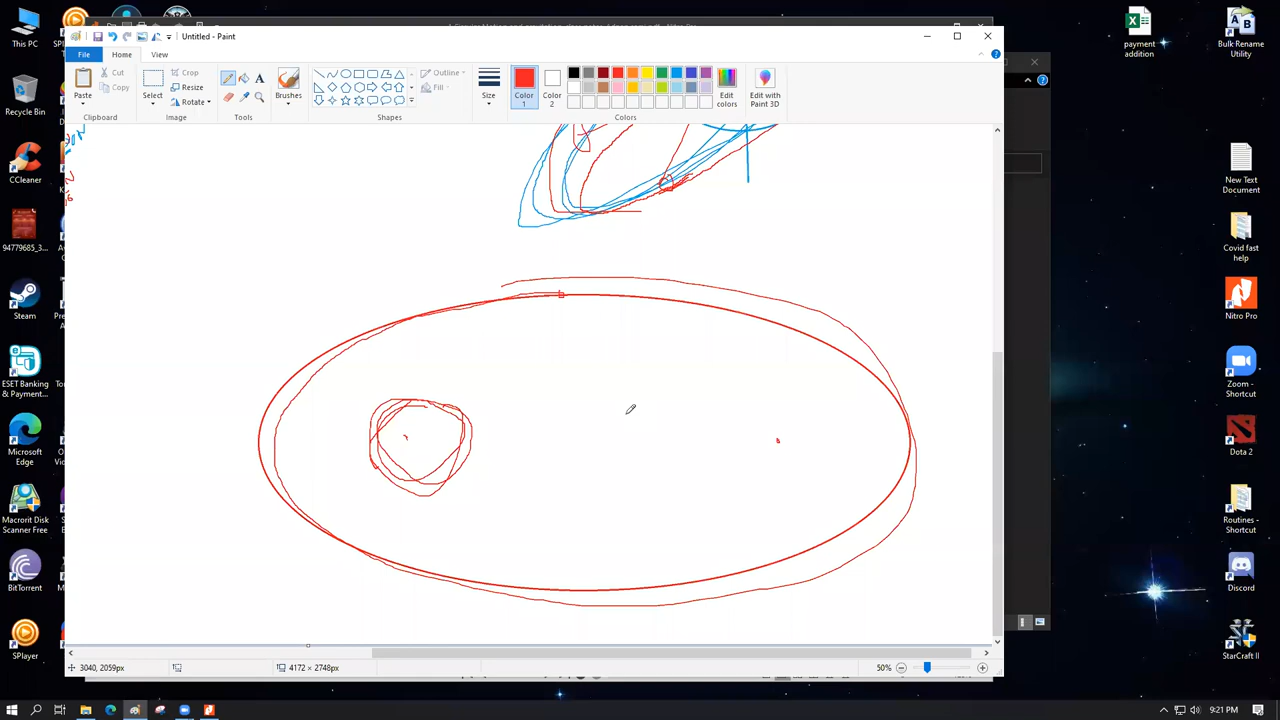 This PC
Recycle Bin
CCleaner
94779685_3...
Steam
ESET Banking
& Paymen...
Microsoft
Edge
Macrorit Disk
Scanner Free
BitTorrent
SPlayer
Untitled - Paint
File
Home
View
Paste
Cut
Copy
Clipboard
Select
Crop
Resize
Rotate
Image
A
Tools
Brushes
Shapes
Outline
Fill
Size
Color
1
Color
2
Edit
colors
Edit with
Paint 3D
Colors
3040, 2059px
4172 × 2748px
50%
payment
addition
Bulk Rename
Utility
New Text
Document
Covid fast
help
Nitro Pro
Zoom -
Shortcut
Dota 2
Routines -
Shortcut
Discord
StarCraft II
9:21 PM